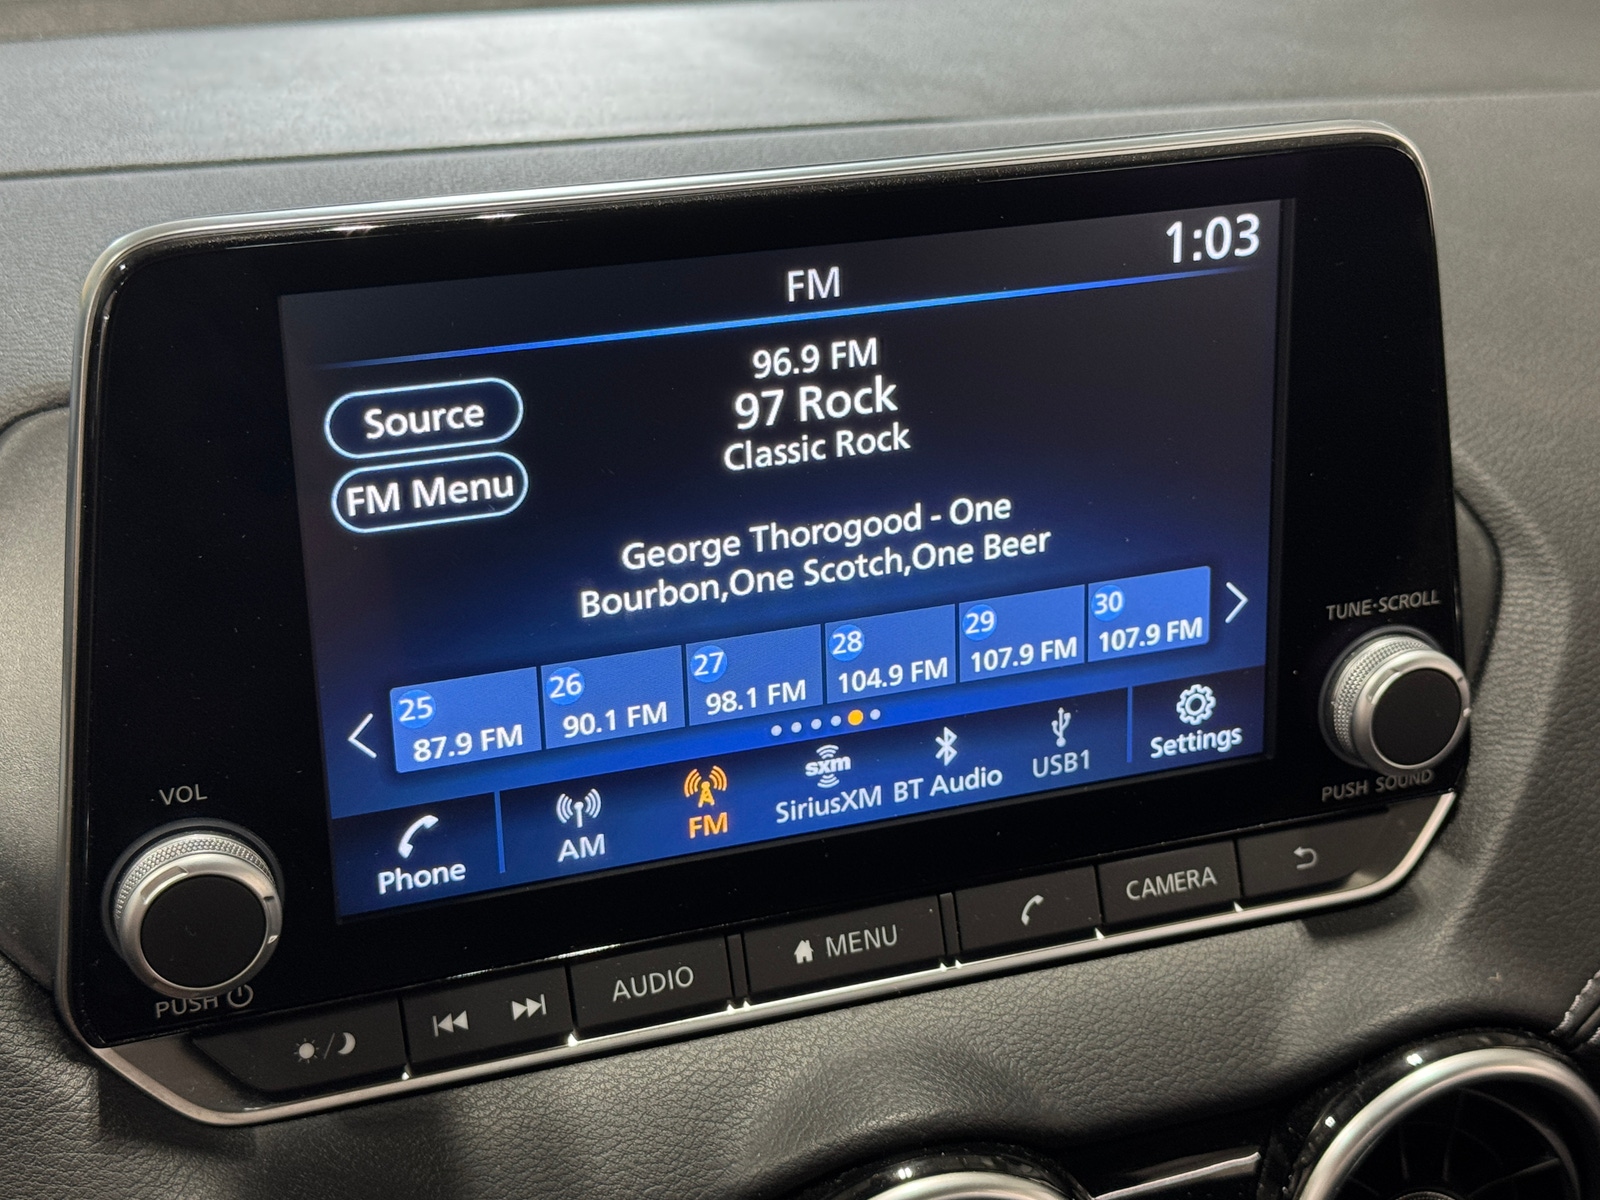 1:03
FM
96.9 FM
97 Rock
Classic Rock
Source
FM Menu
George Thorogood - One
Bourbon,One Scotch,One Beer
25
87.9 FM
26
90.1 FM
27
98.1 FM
28
104.9 FM
29
107.9 FM
30
107.9 FM
Phone
AM
FM
sxm
SiriusXM
BT Audio
USB1
Settings
VOL
PUSH
TUNE·SCROLL
PUSH SOUND
AUDIO
MENU
CAMERA